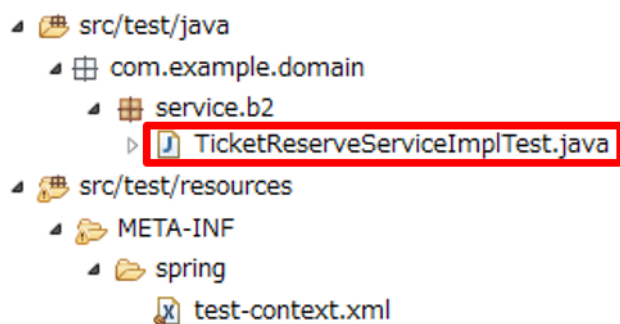 src/test/java
com.example.domain
service.b2
TicketReserveServiceImplTest.java
src/test/resources
META-INF
spring
test-context.xml